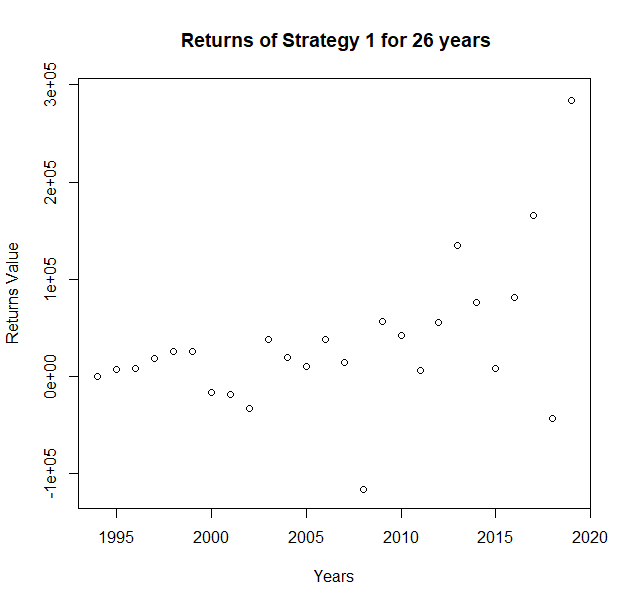 Returns of Strategy 1 for 26 years
3e+05
2e+05
1e+05
0e+00
-1e+05
Returns Value
1995 2000 2005 2010 2015 2020
Years